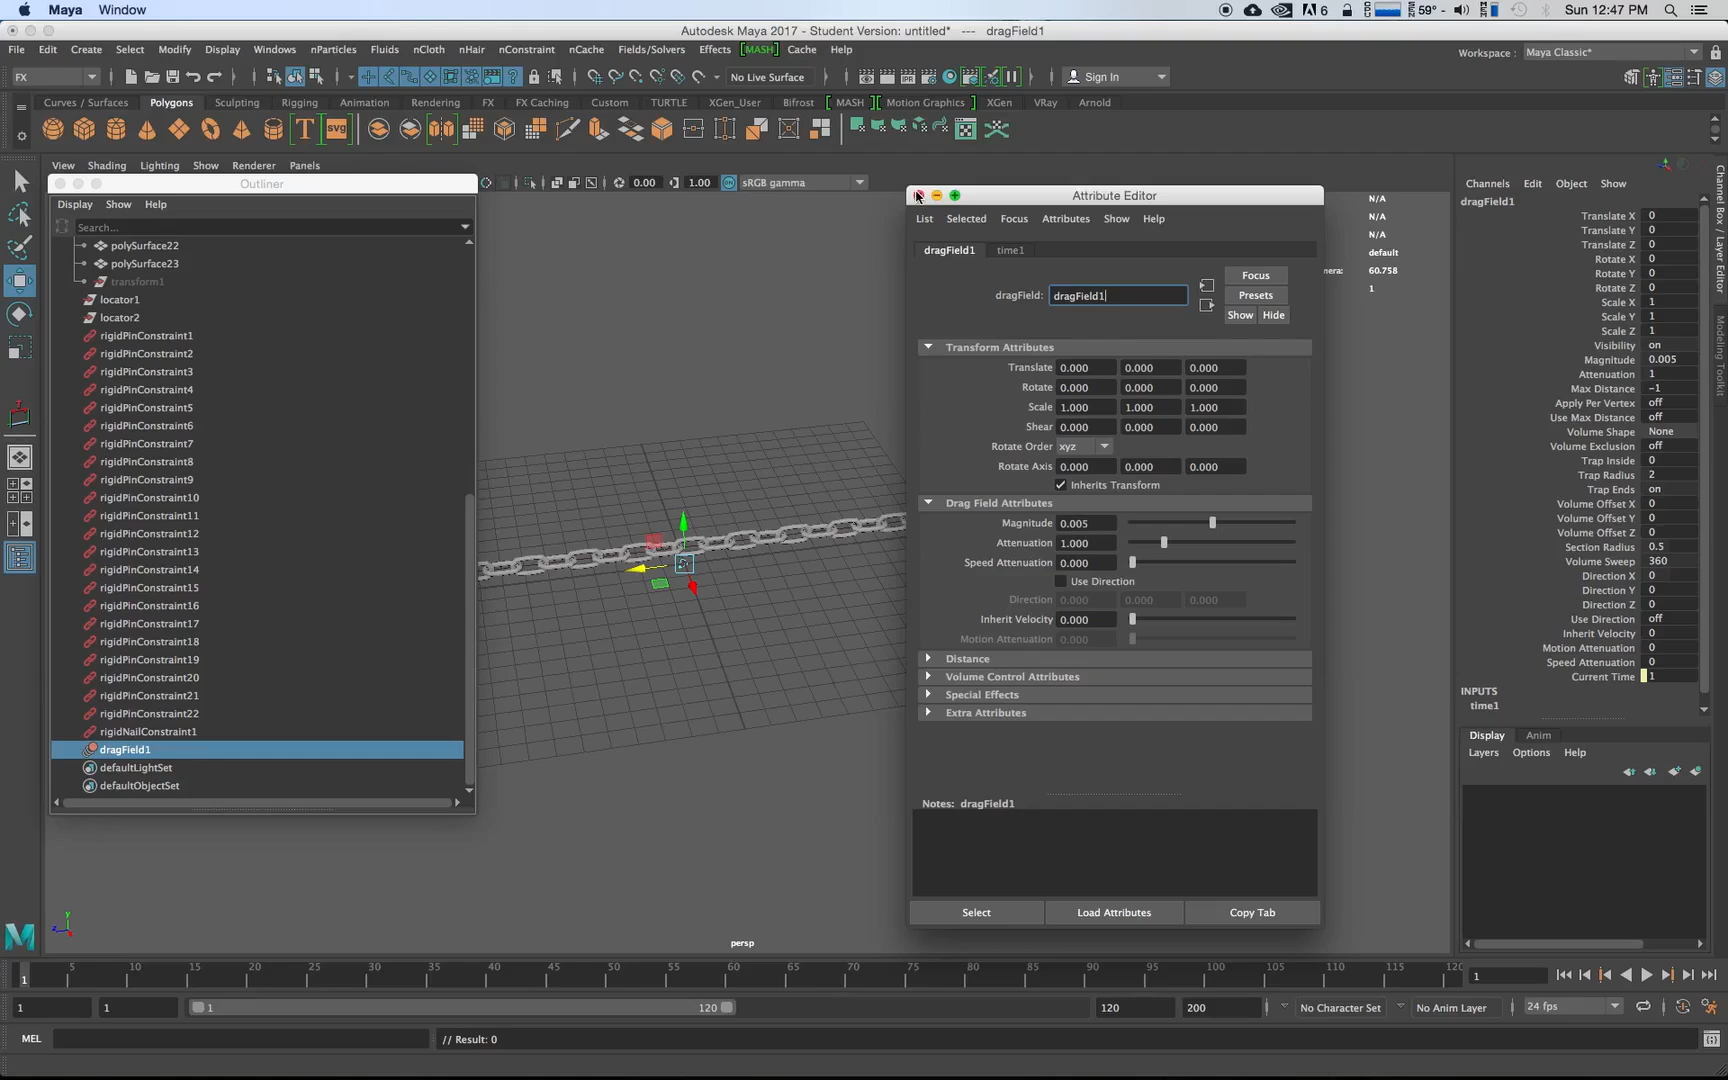 Maya Window
6 59° Sun 12:47 PM
Autodesk Maya 2017 - Student Version: untitled* --- dragField1
File Edit Create Select Modify Display Windows nParticles Fluids nCloth nHair nConstraint nCache Fields/Solvers Effects [MASH] Cache Help
Workspace : Maya Classic*
FX No Live Surface Sign In
Curves / Surfaces Polygons Sculpting Rigging Animation Rendering FX FX Caching Custom TURTLE XGen_User Bifrost MASH Motion Graphics XGen VRay Arnold
T svg
View Shading Lighting Show Renderer Panels
0.00 1.00 sRGB gamma
Outliner
Display Show Help
Search...
polySurface22
polySurface23
transform1
locator1
locator2
rigidPinConstraint1
rigidPinConstraint2
rigidPinConstraint3
rigidPinConstraint4
rigidPinConstraint5
rigidPinConstraint6
rigidPinConstraint7
rigidPinConstraint8
rigidPinConstraint9
rigidPinConstraint10
rigidPinConstraint11
rigidPinConstraint12
rigidPinConstraint13
rigidPinConstraint14
rigidPinConstraint15
rigidPinConstraint16
rigidPinConstraint17
rigidPinConstraint18
rigidPinConstraint19
rigidPinConstraint20
rigidPinConstraint21
rigidPinConstraint22
rigidNailConstraint1
dragField1
defaultLightSet
defaultObjectSet
Attribute Editor
List Selected Focus Attributes Show Help
dragField1 time1
dragField: dragField1
Focus
Presets
Show Hide
Transform Attributes
Translate 0.000 0.000 0.000
Rotate 0.000 0.000 0.000
Scale 1.000 1.000 1.000
Shear 0.000 0.000 0.000
Rotate Order xyz
Rotate Axis 0.000 0.000 0.000
Inherits Transform
Drag Field Attributes
Magnitude 0.005
Attenuation 1.000
Speed Attenuation 0.000
Use Direction
Direction 0.000 0.000 0.000
Inherit Velocity 0.000
Motion Attenuation 0.000
Distance
Volume Control Attributes
Special Effects
Extra Attributes
Notes: dragField1
Select Load Attributes Copy Tab
N/A
N/A
N/A
default
mera: 60.758
1
Channels Edit Object Show
dragField1
Translate X 0
Translate Y 0
Translate Z 0
Rotate X 0
Rotate Y 0
Rotate Z 0
Scale X 1
Scale Y 1
Scale Z 1
Visibility on
Magnitude 0.005
Attenuation 1
Max Distance -1
Apply Per Vertex off
Use Max Distance off
Volume Shape None
Volume Exclusion off
Trap Inside 0
Trap Radius 2
Trap Ends on
Volume Offset X 0
Volume Offset Y 0
Volume Offset Z 0
Section Radius 0.5
Volume Sweep 360
Direction X 0
Direction Y 0
Direction Z 0
Use Direction off
Inherit Velocity 0
Motion Attenuation 0
Speed Attenuation 0
Current Time 1
INPUTS
time1
Display Anim
Layers Options Help
Channel Box / Layer Editor
Modeling Toolkit
y
z
persp
1 5 10 15 20 25 30 35 40 45 50 55 60 65 70 75 80 85 90 95 100 105 110 115 120
1
1 1 1 120 120 200 No Character Set No Anim Layer 24 fps
MEL // Result: 0